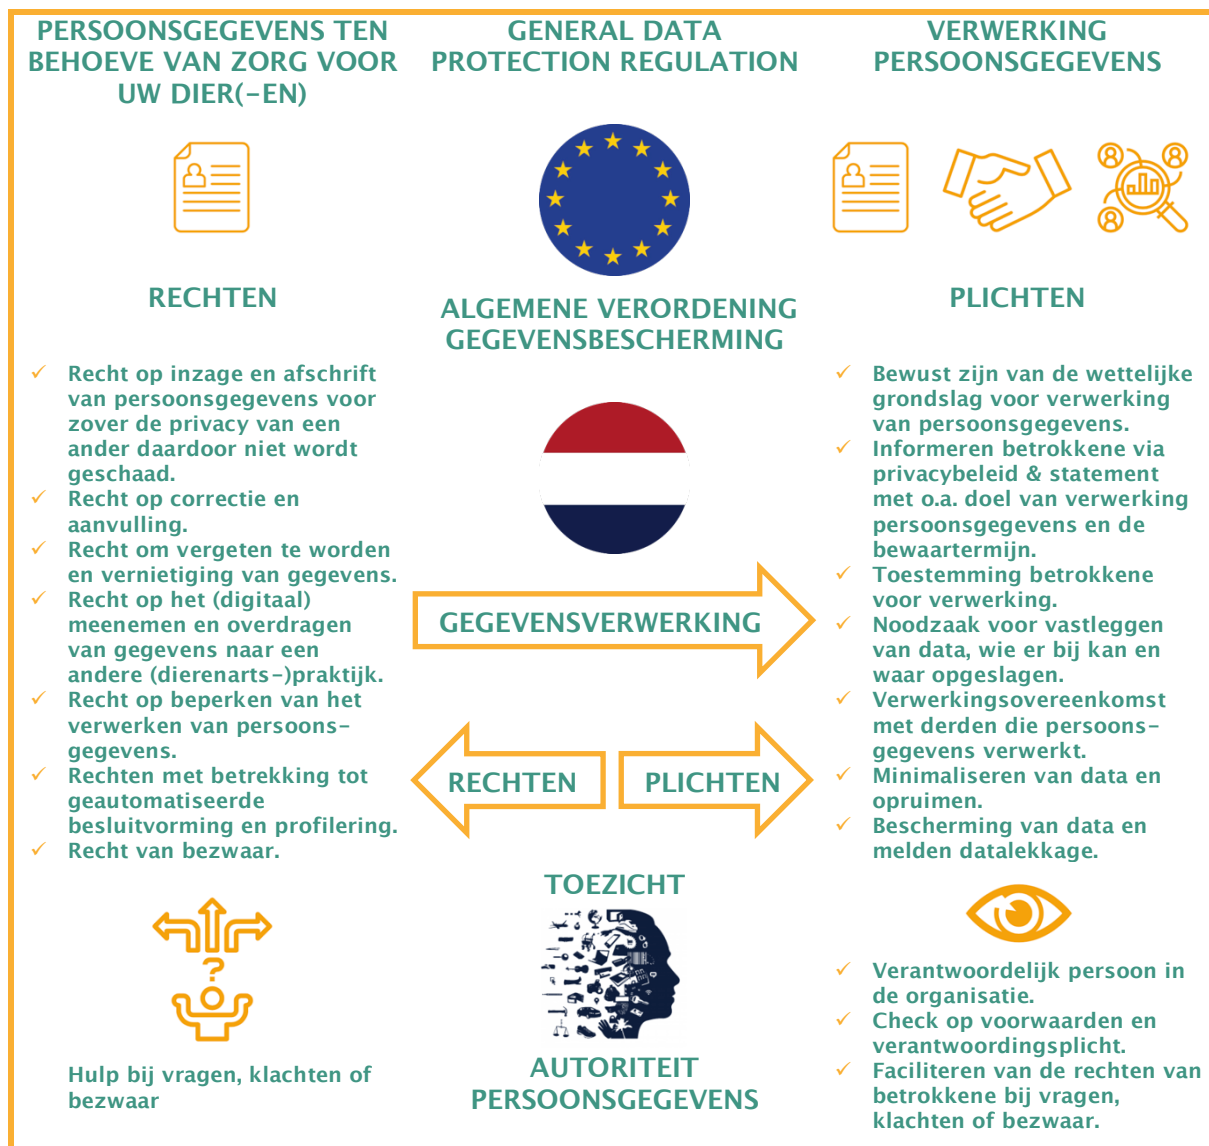 PERSOONSGEGEVENS TEN
BEHOEVE VAN ZORG VOOR
UW DIER(-EN)
RECHTEN
✓ Recht op inzage en afschrift
van persoonsgegevens voor
zover de privacy van een
ander daardoor niet wordt
geschaad.
✓ Recht op correctie en
aanvulling.
✓ Recht om vergeten te worden
en vernietiging van gegevens.
✓ Recht op het (digitaal)
meenemen en overdragen
van gegevens naar een
andere (dierenarts-)praktijk.
✓ Recht op beperken van het
verwerken van persoons-
gegevens.
✓ Rechten met betrekking tot
geautomatiseerde
besluitvorming en profilering.
✓ Recht van bezwaar.
?
Hulp bij vragen, klachten of
bezwaar
GENERAL DATA
PROTECTION REGULATION
ALGEMENE VERORDENING
GEGEVENSBESCHERMING
GEGEVENSVERWERKING
RECHTEN
PLICHTEN
TOEZICHT
AUTORITEIT
PERSOONSGEGEVENS
VERWERKING
PERSOONSGEGEVENS
PLICHTEN
✓ Bewust zijn van de wettelijke
grondslag voor verwerking
van persoonsgegevens.
✓ Informeren betrokkene via
privacybeleid & statement
met o.a. doel van verwerking
persoonsgegevens en de
bewaartermijn.
✓ Toestemming betrokkene
voor verwerking.
✓ Noodzaak voor vastleggen
van data, wie er bij kan en
waar opgeslagen.
✓ Verwerkingsovereenkomst
met derden die persoons-
gegevens verwerkt.
✓ Minimaliseren van data en
opruimen.
✓ Bescherming van data en
melden datalekkage.
✓ Verantwoordelijk persoon in
de organisatie.
✓ Check op voorwaarden en
verantwoordingsplicht.
✓ Faciliteren van de rechten van
betrokkene bij vragen,
klachten of bezwaar.